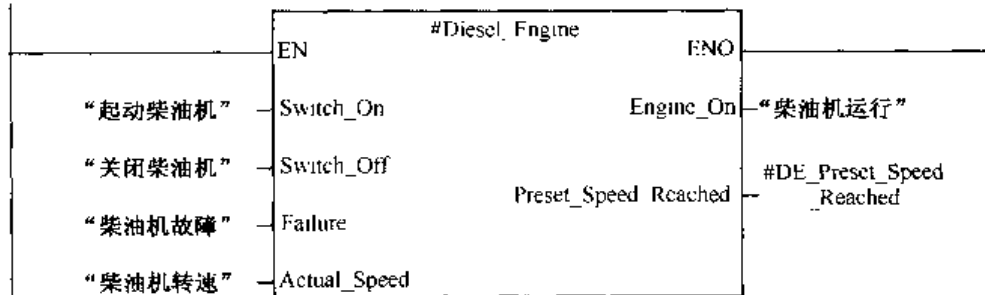 #Diesel_Engine
EN ENO
“起动柴油机” Switch_On Engine_On “柴油机运行”
“关闭柴油机” Switch_Off
#DE_Preset_Speed
Preset_Speed_Reached _Reached
“柴油机故障” Failure
“柴油机转速” Actual_Speed